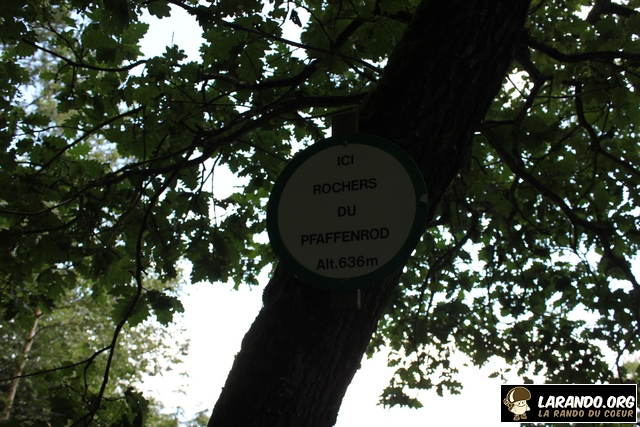 ICI
ROCHERS
DU
PFAFFENROD
Alt.636m
LARANDO.ORG
LA RANDO DU COEUR